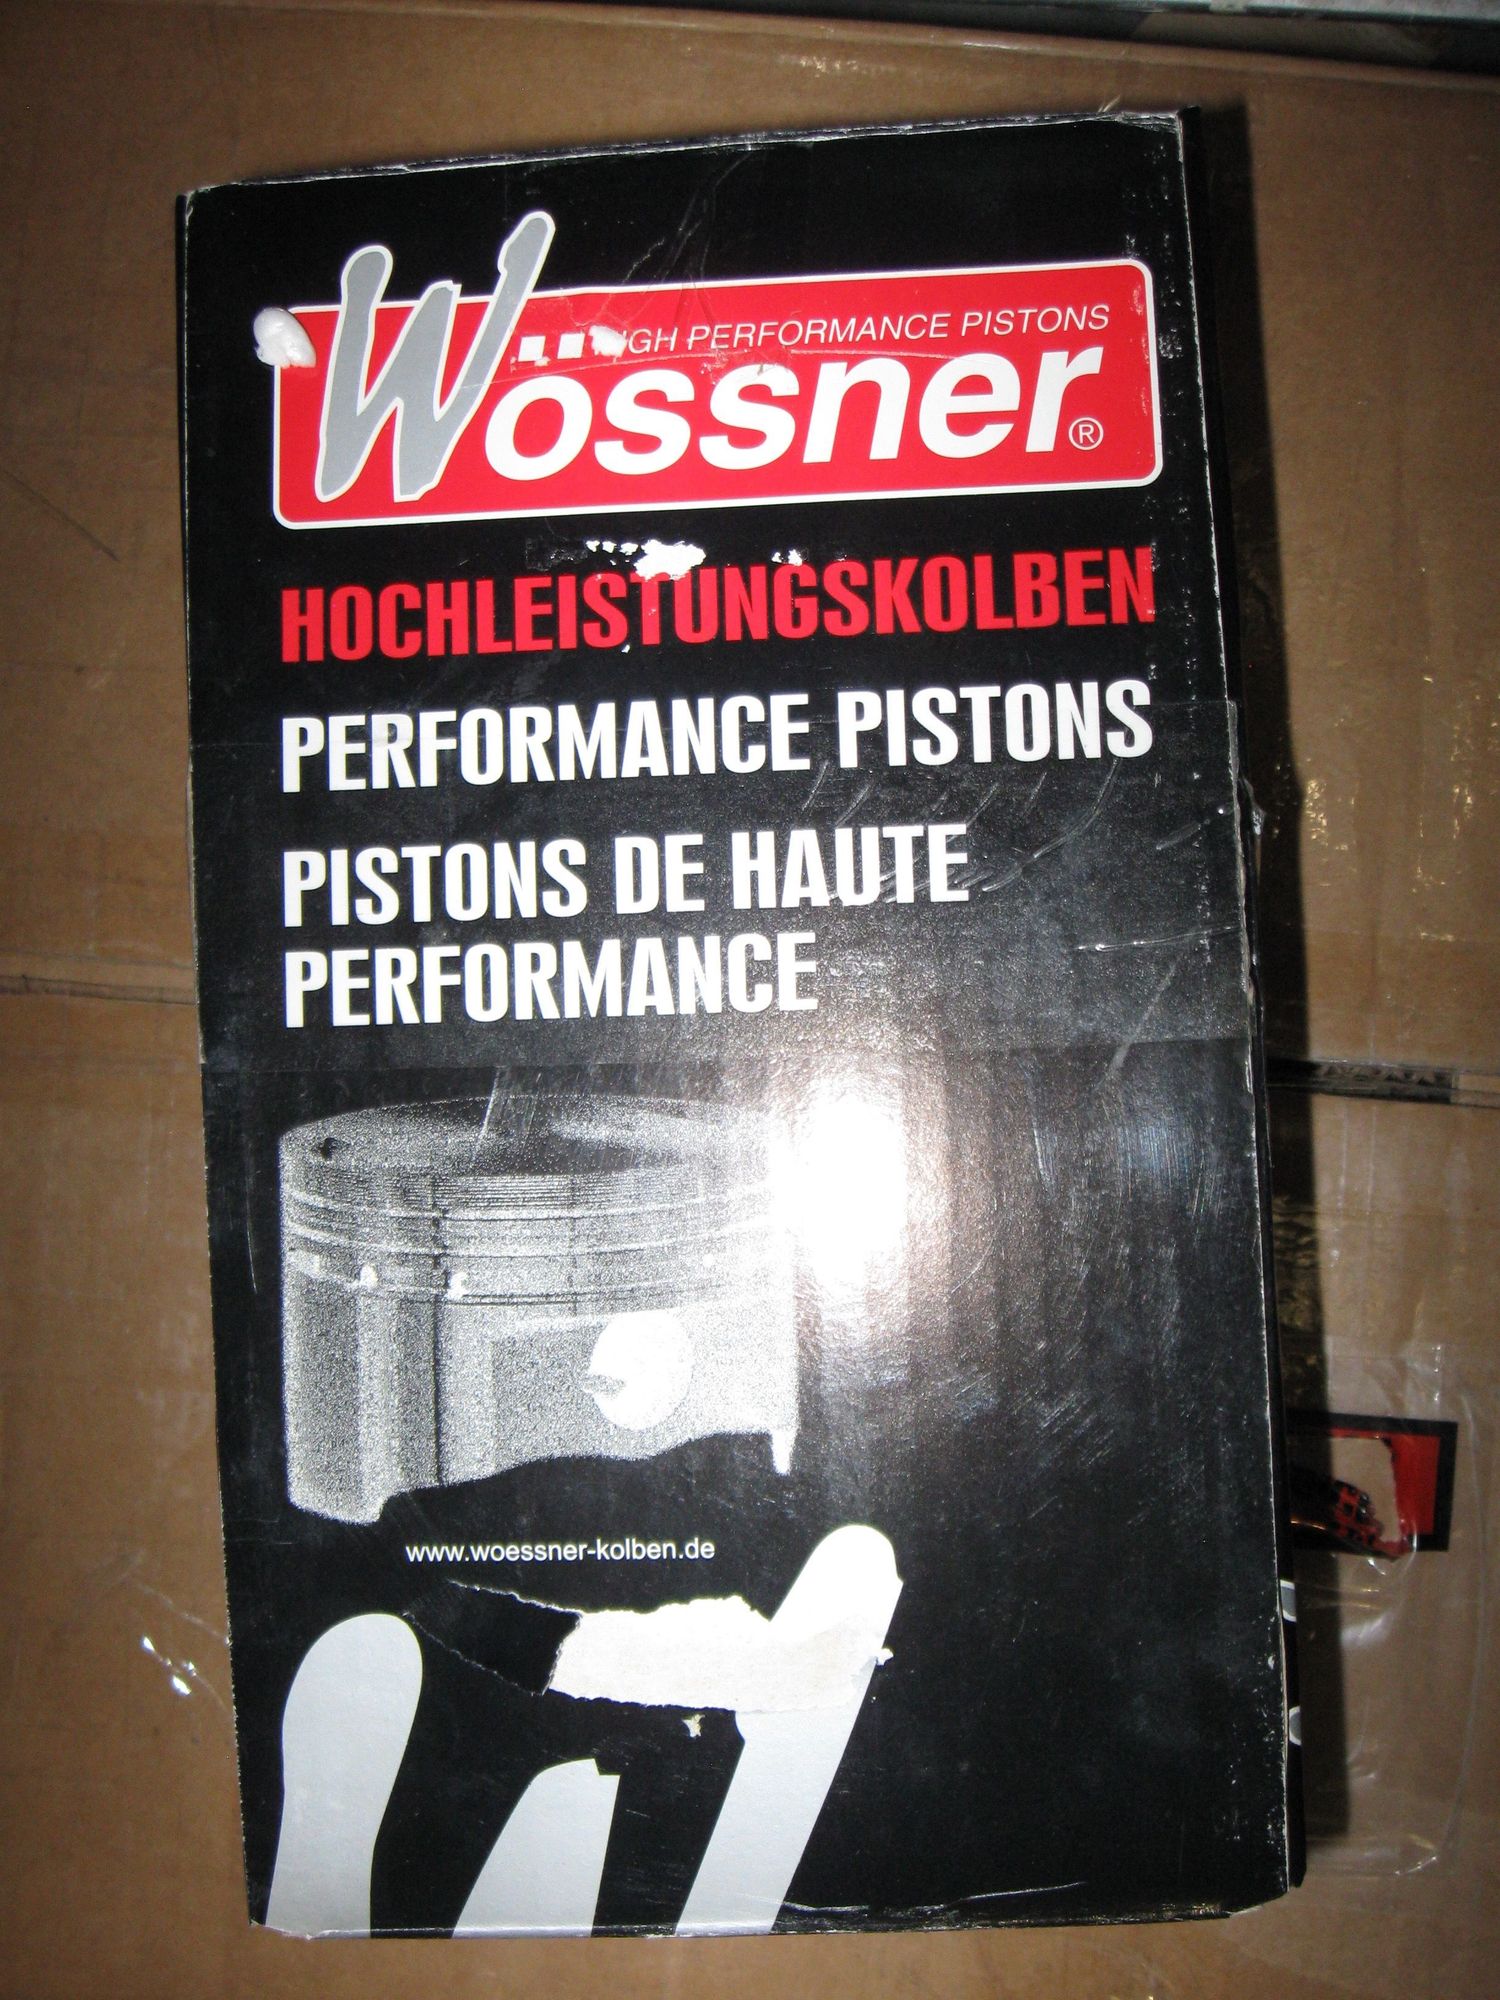 HIGH PERFORMANCE PISTONS
Wössner®
HOCHLEISTUNGSKOLBEN
PERFORMANCE PISTONS
PISTONS DE HAUTE
PERFORMANCE
www.woessner-kolben.de